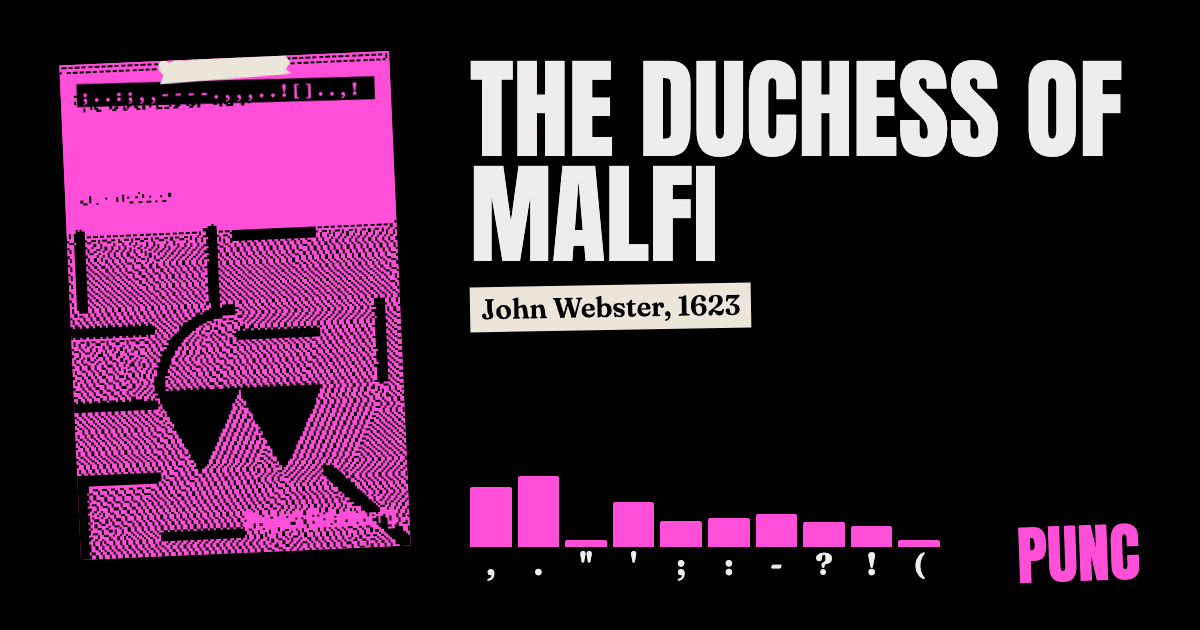 ;..:;,,----.,,,..![]..,!
THE DUCHESS OF
MALFI
John Webster, 1623
, . " ' ; : - ? ! (
PUNC